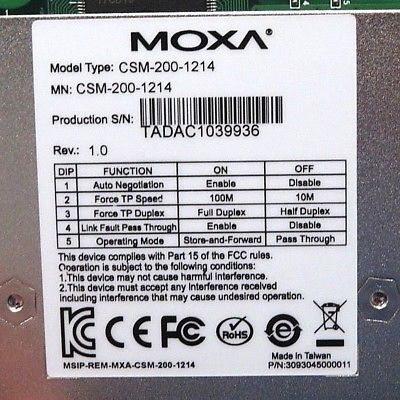 MOXA®
Model Type: CSM-200-1214
MN: CSM-200-1214
Production S/N:
TADAC1039936
Rev.: 1.0
DIP FUNCTION ON OFF
1 Auto Negotiation Enable Disable
2 Force TP Speed 100M 10M
3 Force TP Duplex Full Duplex Half Duplex
4 Link Fault Pass Through Enable Disable
5 Operating Mode Store-and-Forward Pass Through
This device complies with Part 15 of the FCC rules.
Operation is subject to the following conditions:
1.This device may not cause harmful interference.
2.This device must accept any interference received
including interference that may cause undesired operation.
KC CE FC RoHS
MSIP-REM-MXA-CSM-200-1214
Made in Taiwan
P/N:3093045000011